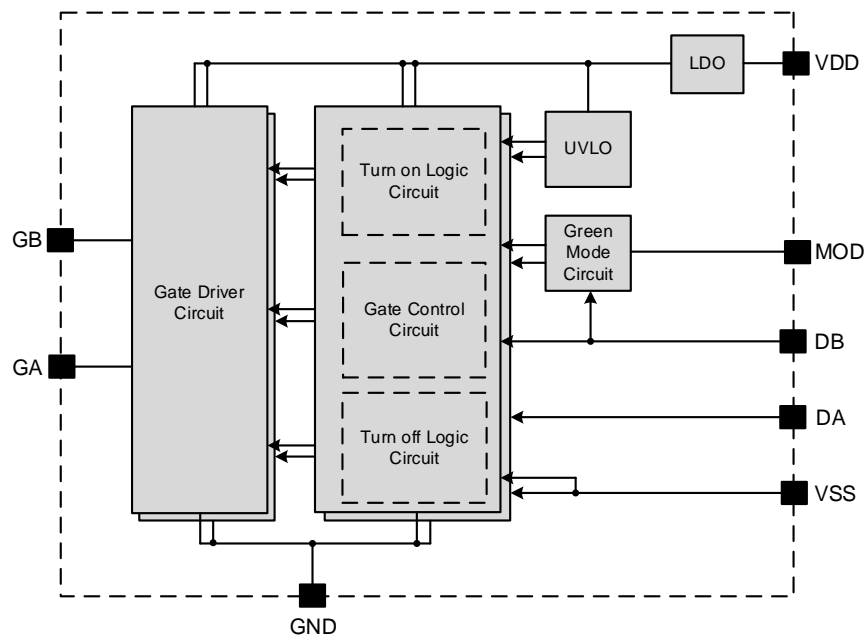 LDO
VDD
Turn on Logic
Circuit
UVLO
GB
Green
Mode
Circuit
MOD
Gate Driver
Circuit
Gate Control
Circuit
DB
GA
DA
Turn off Logic
Circuit
VSS
GND